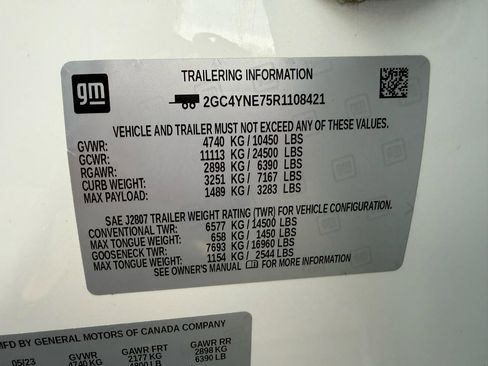 gm
TRAILERING INFORMATION
2GC4YNE75R1108421
VEHICLE AND TRAILER MUST NOT EXCEED ANY OF THESE VALUES.
GVWR: 4740 KG/10450 LBS
GCWR: 11113 KG/24500 LBS
RGAWR: 2898 KG/ 6390 LBS
CURB WEIGHT: 3251 KG/ 7167 LBS
MAX PAYLOAD: 1489 KG/ 3283 LBS
SAE J2807 TRAILER WEIGHT RATING (TWR) FOR VEHICLE CONFIGURATION.
CONVENTIONAL TWR: 6577 KG/14500 LBS
MAX TONGUE WEIGHT: 658 KG/ 1450 LBS
GOOSENECK TWR: 7693 KG/16960 LBS
MAX TONGUE WEIGHT: 1154 KG/ 2544 LBS
SEE OWNER'S MANUAL FOR MORE INFORMATION
MFD BY GENERAL MOTORS OF CANADA COMPANY
GVWR GAWR FRT GAWR RR
05/23 4740 KG 2177 KG 2898 KG
4800 LB 6390 LB